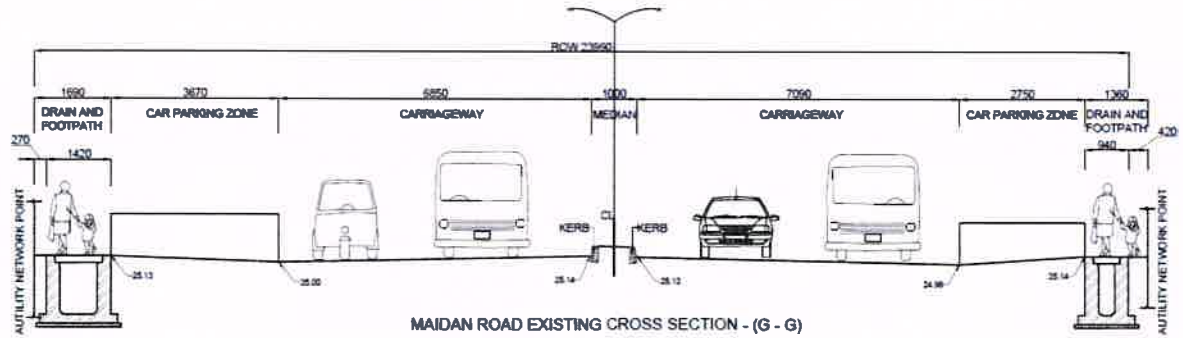 ROW 23990
1690 3670 6850 1000 7090 2750 1360
DRAIN AND FOOTPATH
CAR PARKING ZONE
CARRIAGEWAY
MEDIAN
CARRIAGEWAY
CAR PARKING ZONE
DRAIN AND FOOTPATH
270
1420
940
420
AUTILITY NETWORK POINT
KERB
KERB
AUTILITY NETWORK POINT
25.13
25.00
25.14
25.12
24.98
25.14
MAIDAN ROAD EXISTING CROSS SECTION - (G - G)